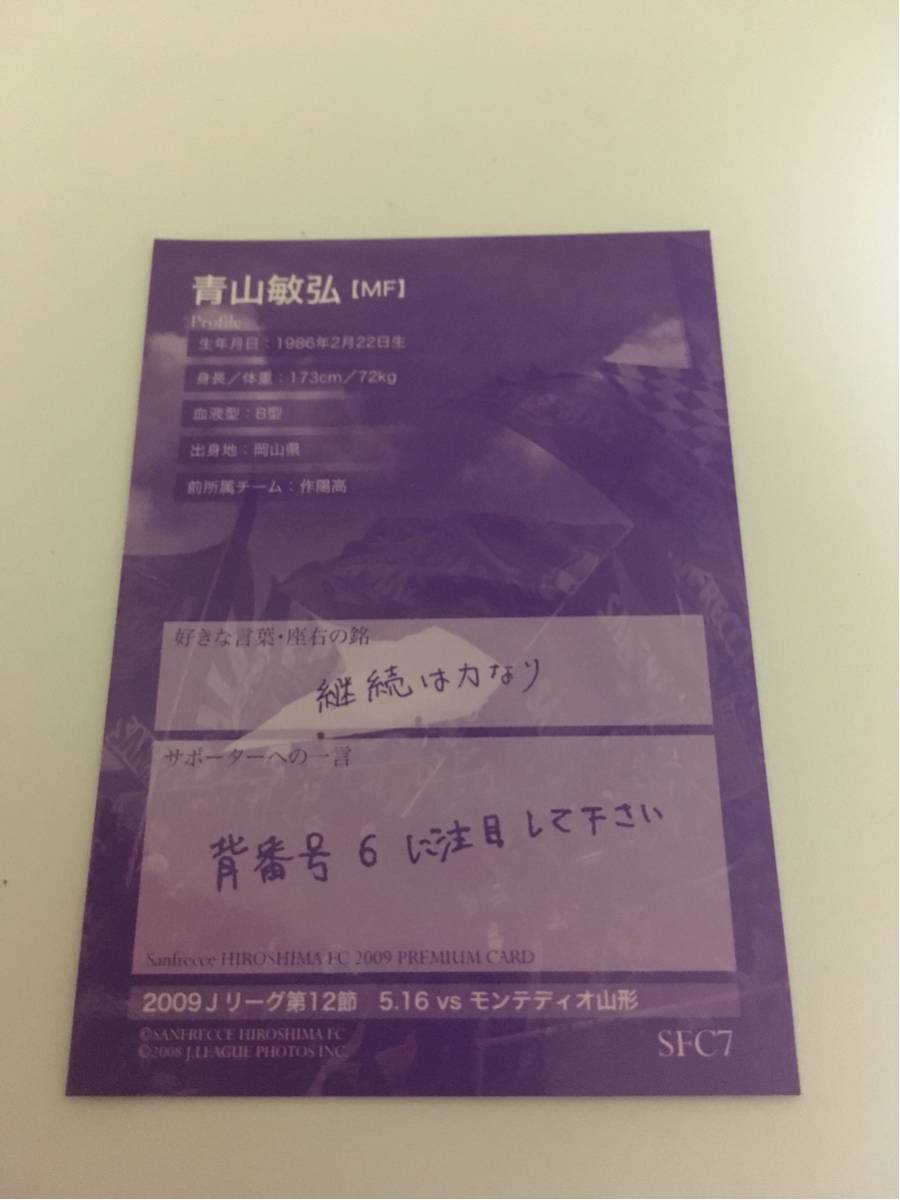 青山敏弘【MF】
Profile
生年月日：1986年2月22日生
身長／体重：173cm／72kg
血液型：B型
出身地：岡山県
前所属チーム：作陽高
好きな言葉・座右の銘
継続は力なり
サポーターへの一言
背番号 6 に注目して下さい
Sanfrecce HIROSHIMA FC 2009 PREMIUM CARD
2009Jリーグ第12節 5.16 vs モンテディオ山形
©SANFRECCE HIROSHIMA FC
©2008 J.LEAGUE PHOTOS INC.
SFC7